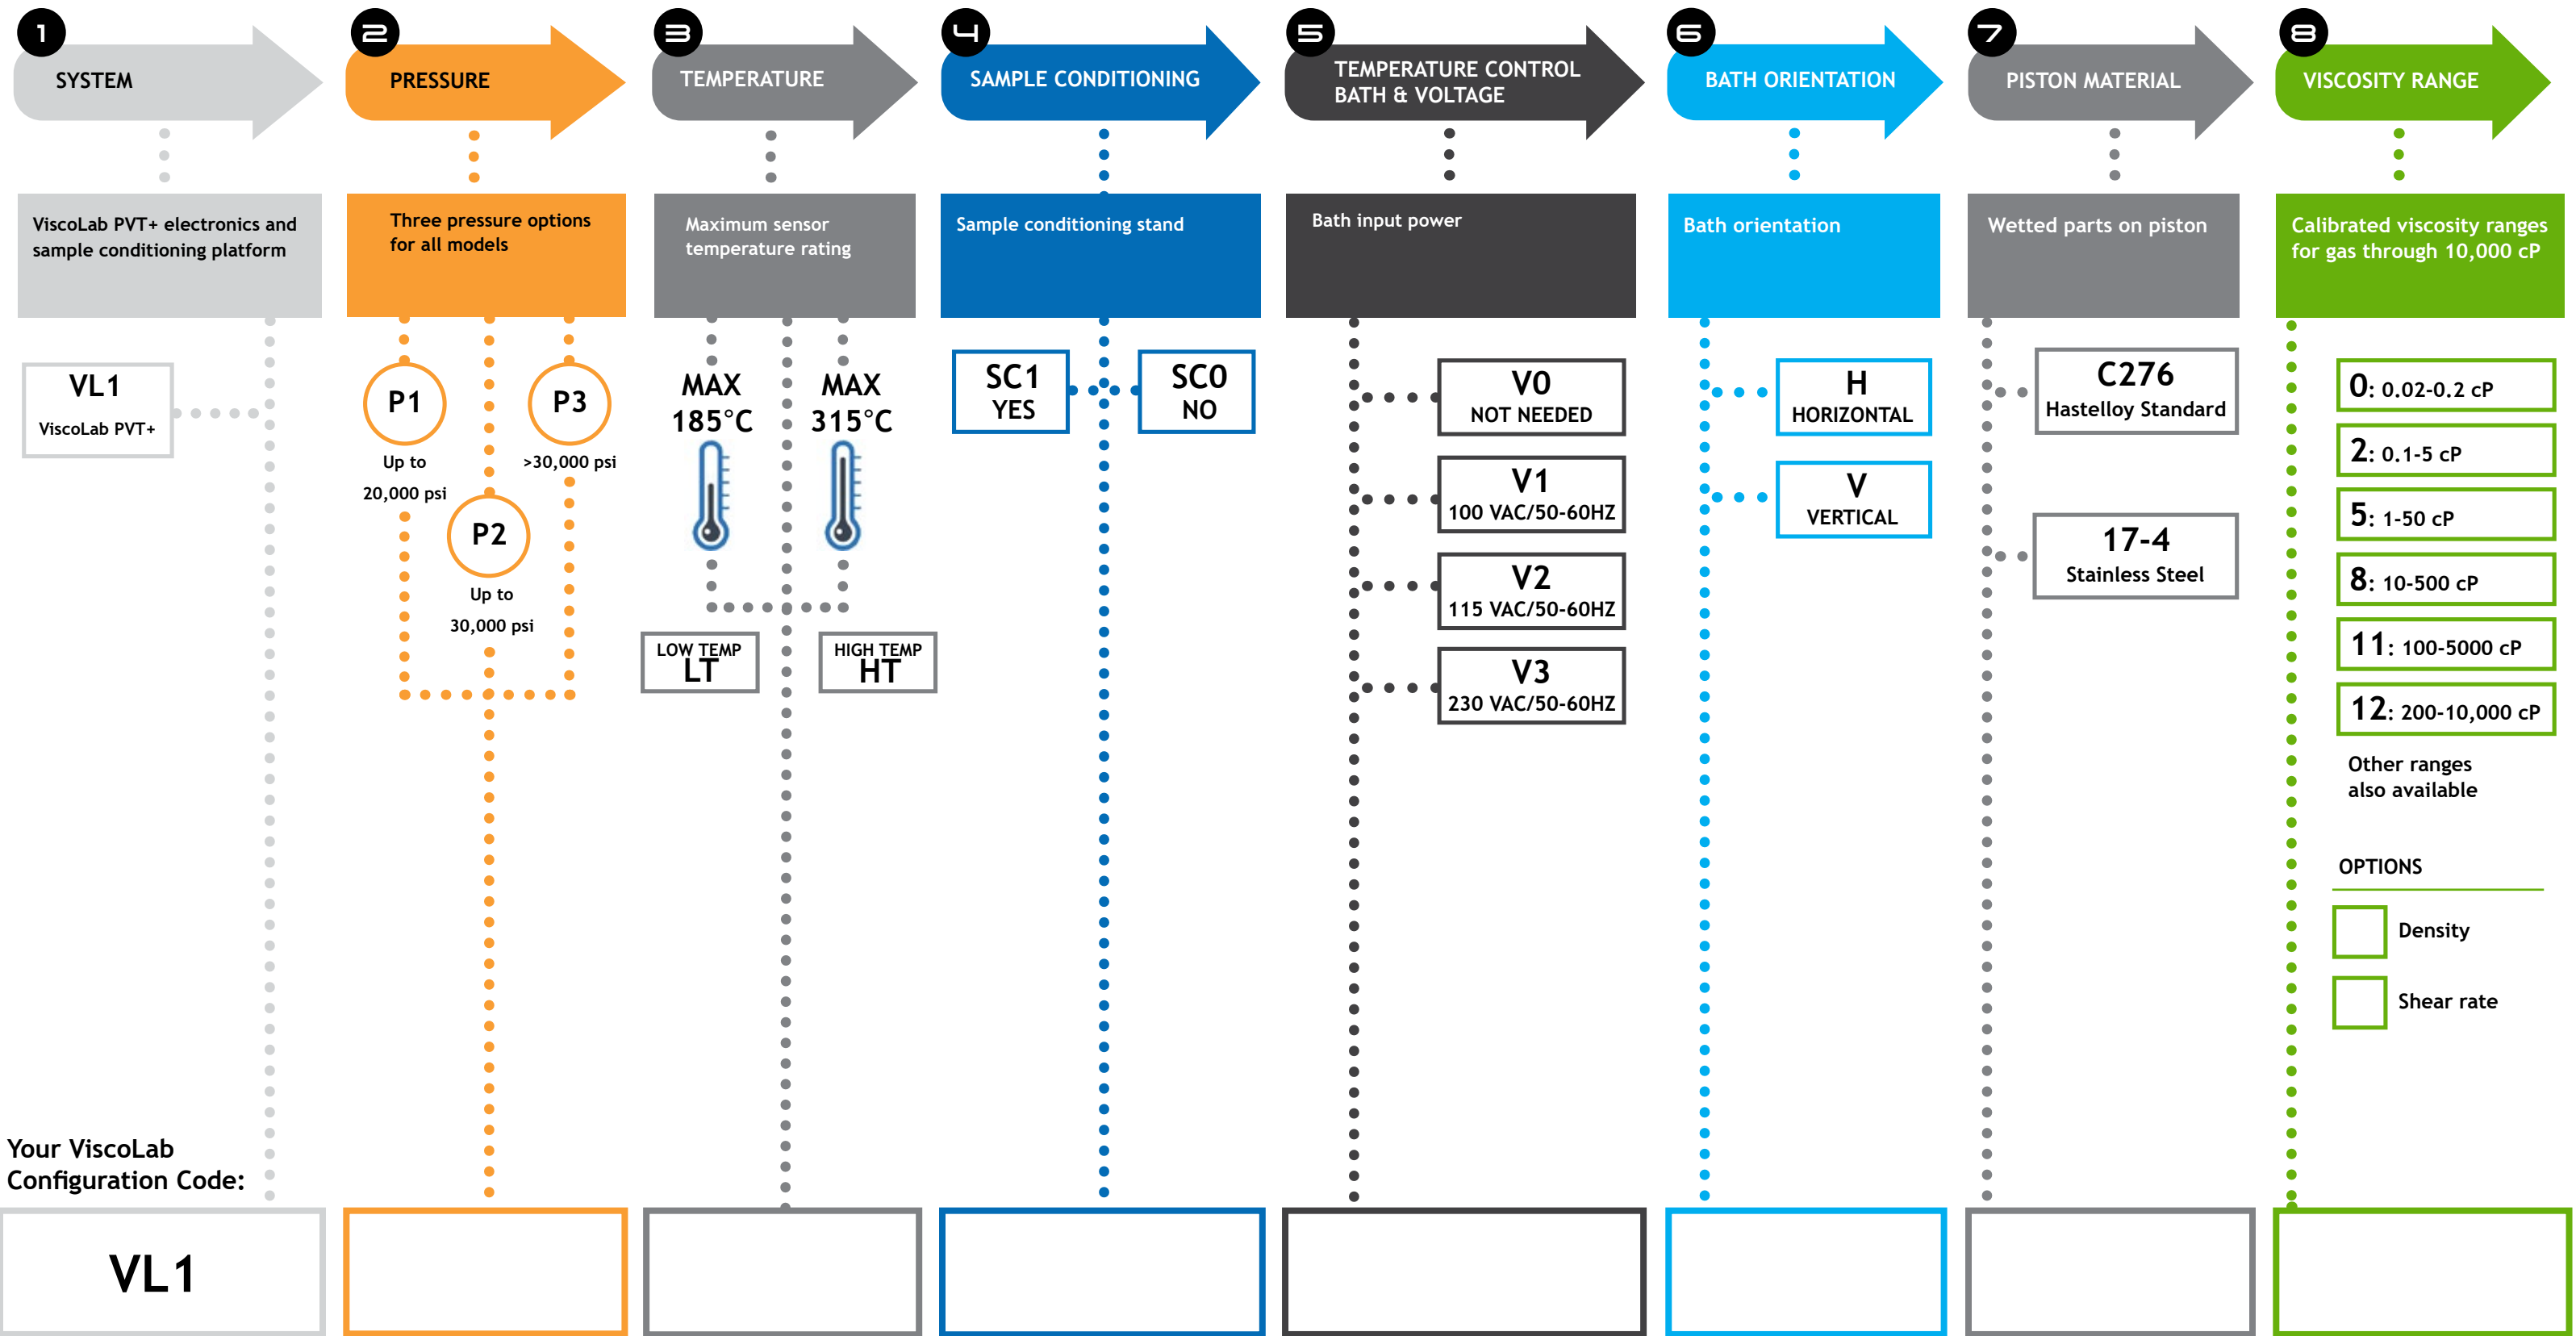 1
SYSTEM
ViscoLab PVT+ electronics and
sample conditioning platform
VL1
ViscoLab PVT+
2
PRESSURE
Three pressure options
for all models
P1
Up to
20,000 psi
P2
Up to
30,000 psi
P3
>30,000 psi
3
TEMPERATURE
Maximum sensor
temperature rating
MAX
185°C
MAX
315°C
LOW TEMP
LT
HIGH TEMP
HT
4
SAMPLE CONDITIONING
Sample conditioning stand
SC1
YES
SC0
NO
5
TEMPERATURE CONTROL
BATH & VOLTAGE
Bath input power
V0
NOT NEEDED
V1
100 VAC/50-60HZ
V2
115 VAC/50-60HZ
V3
230 VAC/50-60HZ
6
BATH ORIENTATION
Bath orientation
H
HORIZONTAL
V
VERTICAL
7
PISTON MATERIAL
Wetted parts on piston
C276
Hastelloy Standard
17-4
Stainless Steel
8
VISCOSITY RANGE
Calibrated viscosity ranges
for gas through 10,000 cP
0: 0.02-0.2 cP
2: 0.1-5 cP
5: 1-50 cP
8: 10-500 cP
11: 100-5000 cP
12: 200-10,000 cP
Other ranges
also available
OPTIONS
Density
Shear rate
Your ViscoLab
Configuration Code:
VL1